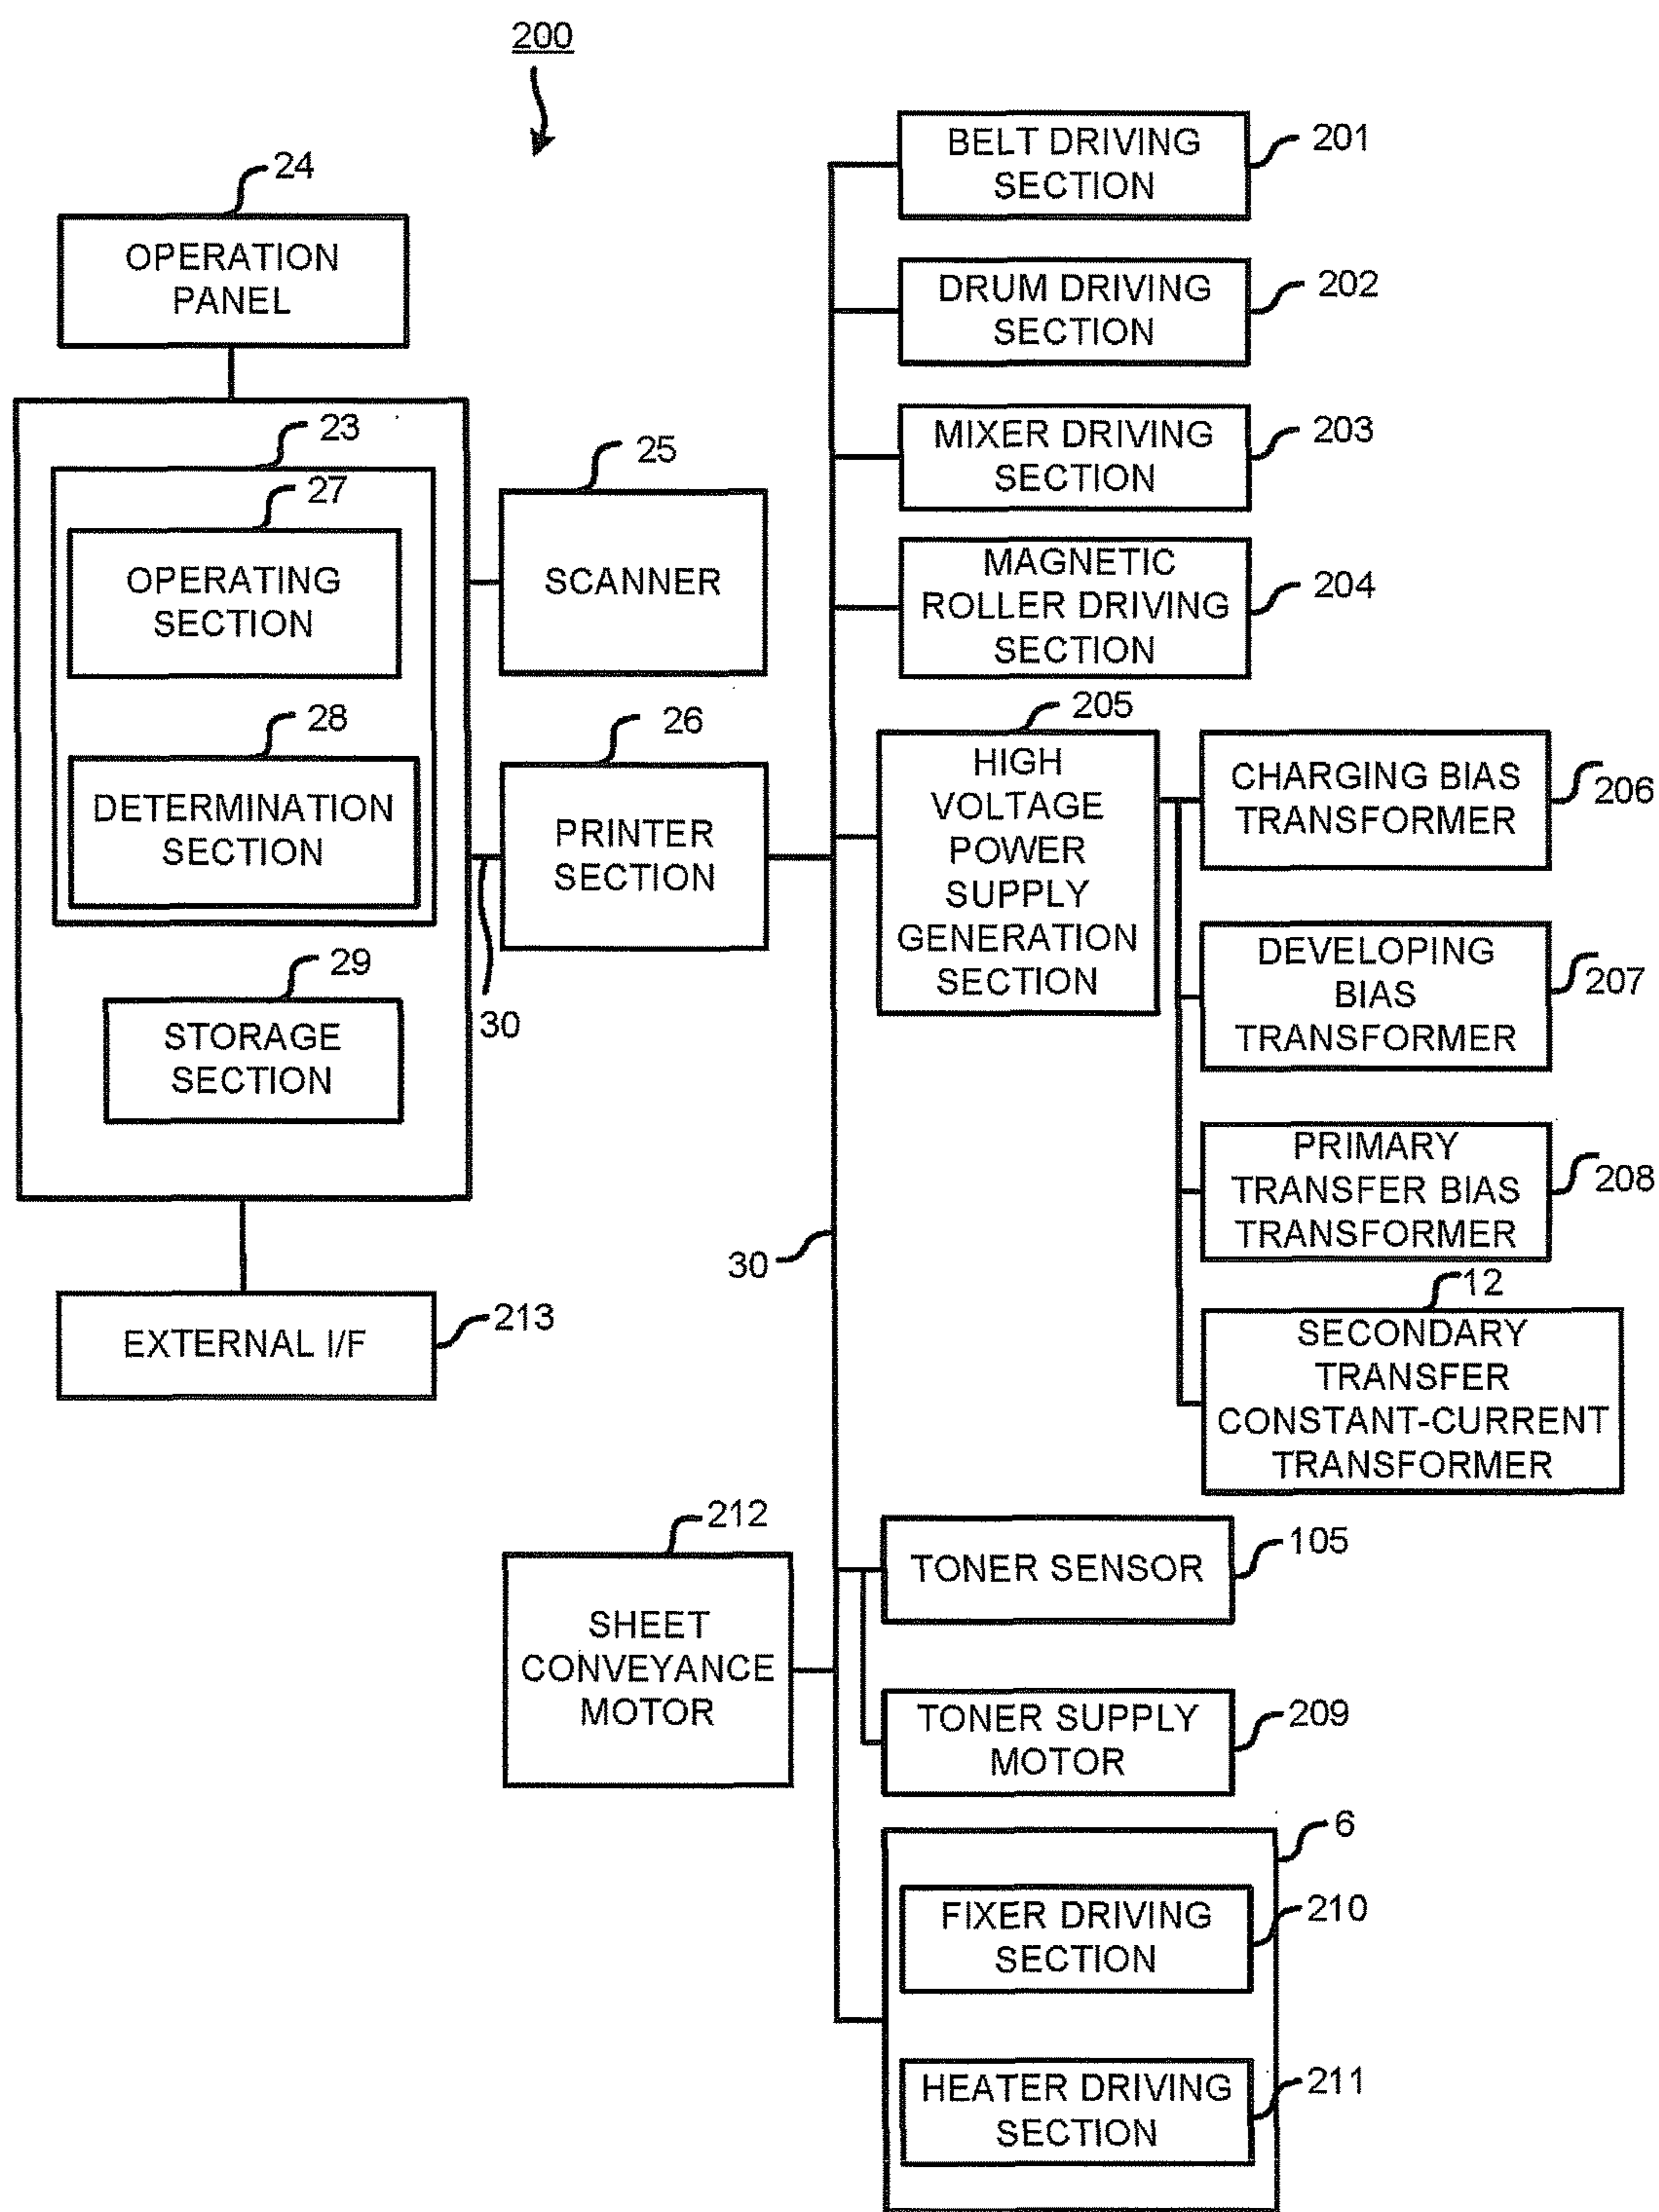 200
24
OPERATION
PANEL
23
27
OPERATING
SECTION
28
DETERMINATION
SECTION
29
STORAGE
SECTION
EXTERNAL I/F
213
25
SCANNER
26
PRINTER
SECTION
30
BELT DRIVING
SECTION
201
DRUM DRIVING
SECTION
202
MIXER DRIVING
SECTION
203
MAGNETIC
ROLLER DRIVING
SECTION
204
205
HIGH
VOLTAGE
POWER
SUPPLY
GENERATION
SECTION
CHARGING BIAS
TRANSFORMER
206
DEVELOPING
BIAS
TRANSFORMER
207
PRIMARY
TRANSFER BIAS
TRANSFORMER
208
12
SECONDARY
TRANSFER
CONSTANT-CURRENT
TRANSFORMER
30
212
SHEET
CONVEYANCE
MOTOR
TONER SENSOR
105
TONER SUPPLY
MOTOR
209
6
FIXER DRIVING
SECTION
210
HEATER DRIVING
SECTION
211